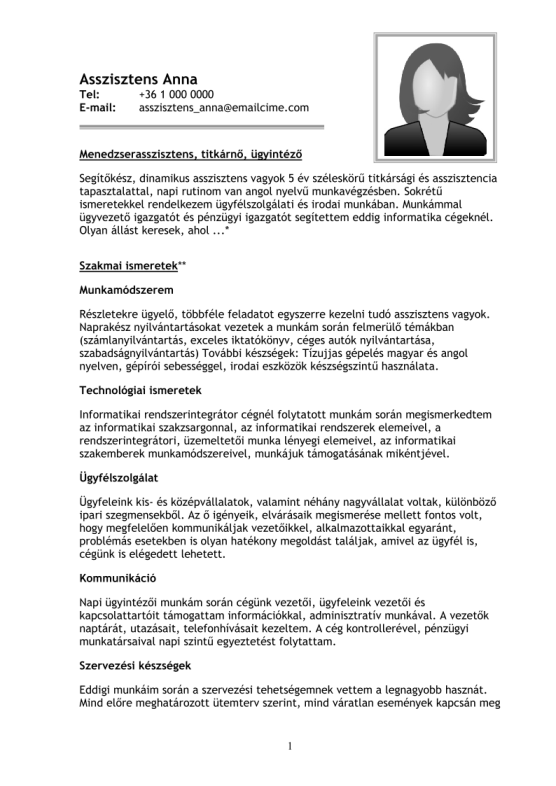 Asszisztens Anna
Tel: +36 1 000 0000
E-mail: asszisztens_anna@emailcime.com
Menedzserasszisztens, titkárnő, ügyintéző
Segítőkész, dinamikus asszisztens vagyok 5 év széleskörű titkársági és asszisztencia
tapasztalattal, napi rutinom van angol nyelvű munkavégzésben. Sokrétű
ismeretekkel rendelkezem ügyfélszolgálati és irodai munkában. Munkámmal
ügyvezető igazgatót és pénzügyi igazgatót segítettem eddig informatika cégeknél.
Olyan állást keresek, ahol ...*
Szakmai ismeretek**
Munkamódszerem
Részletekre ügyelő, többféle feladatot egyszerre kezelni tudó asszisztens vagyok.
Naprakész nyilvántartásokat vezetek a munkám során felmerülő témákban
(számlanyilvántartás, exceles iktatókönyv, céges autók nyilvántartása,
szabadságnyilvántartás) További készségek: Tízujjas gépelés magyar és angol
nyelven, gépírói sebességgel, irodai eszközök készségszintű használata.
Technológiai ismeretek
Informatikai rendszerintegrátor cégnél folytatott munkám során megismerkedtem
az informatikai szakzsargonnal, az informatikai rendszerek elemeivel, a
rendszerintegrátori, üzemeltetői munka lényegi elemeivel, az informatikai
szakemberek munkamódszereivel, munkájuk támogatásának mikéntjével.
Ügyfélszolgálat
Ügyfeleink kis- és középvállalatok, valamint néhány nagyvállalat voltak, különböző
ipari szegmensekből. Az ő igényeik, elvárásaik megismerése mellett fontos volt,
hogy megfelelően kommunikáljak vezetőikkel, alkalmazottaikkal egyaránt,
problémás esetekben is olyan hatékony megoldást találjak, amivel az ügyfél is,
cégünk is elégedett lehetett.
Kommunikáció
Napi ügyintézői munkám során cégünk vezetői, ügyfeleink vezetői és
kapcsolattartóit támogattam információkkal, adminisztratív munkával. A vezetők
naptárát, utazásait, telefonhívásait kezeltem. A cég kontrollerével, pénzügyi
munkatársaival napi szintű egyeztetést folytattam.
Szervezési készségek
Eddigi munkáim során a szervezési tehetségemnek vettem a legnagyobb hasznát.
Mind előre meghatározott ütemterv szerint, mind váratlan események kapcsán meg
1